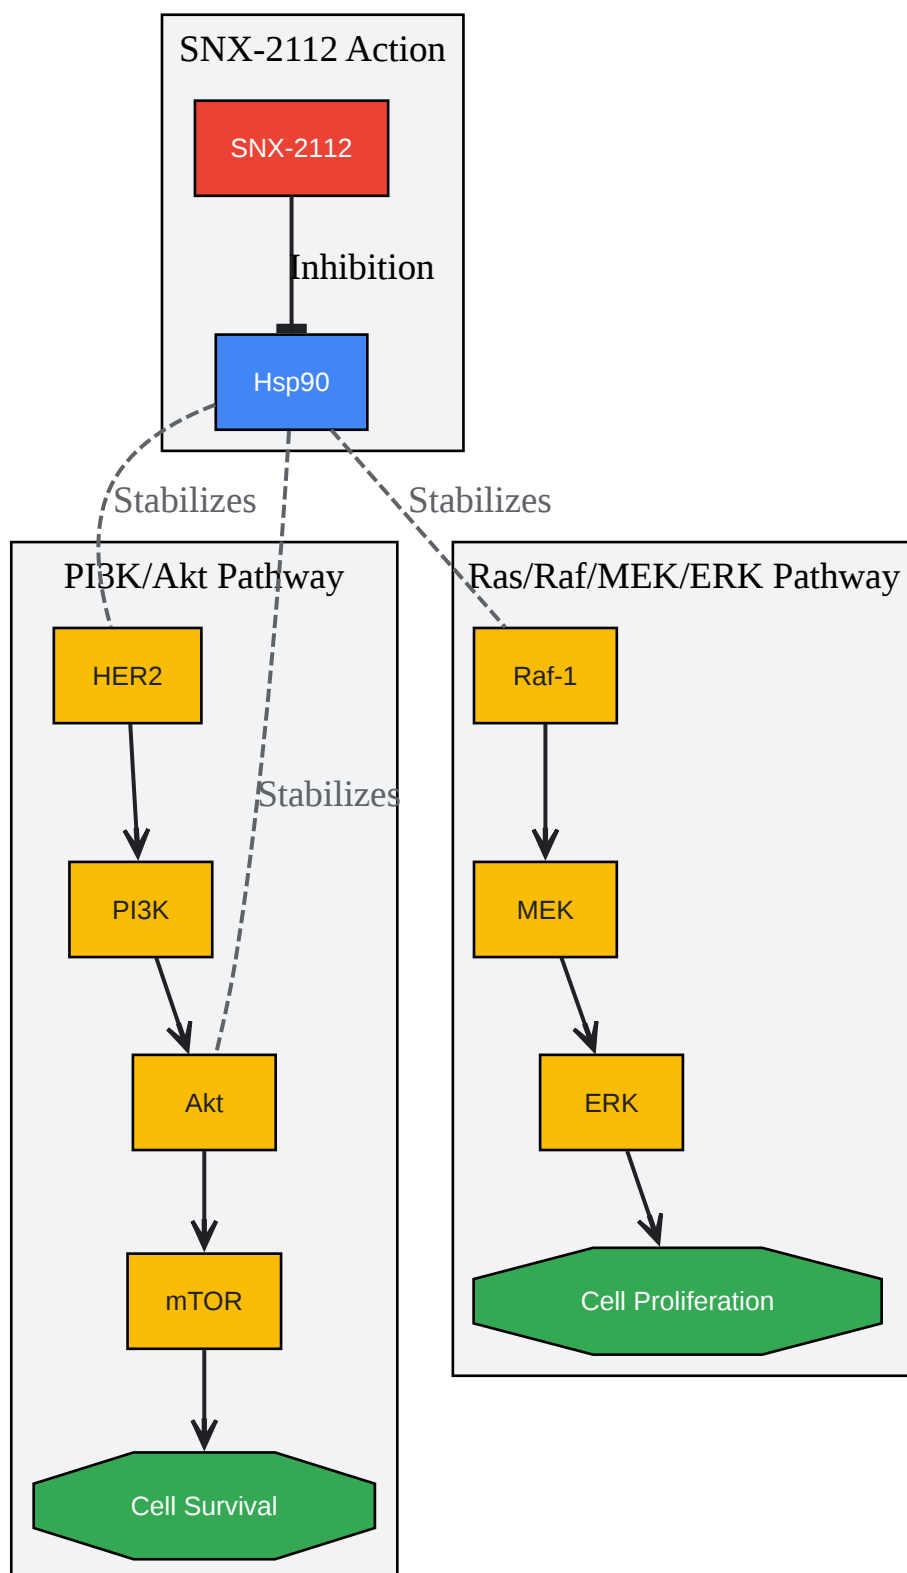 SNX-2112 Action
SNX-2112
Inhibition
Hsp90
Stabilizes
Stabilizes
PI3K/Akt Pathway
Ras/Raf/MEK/ERK Pathway
HER2
Raf-1
Stabilizes
PI3K
MEK
Akt
ERK
mTOR
Cell Proliferation
Cell Survival